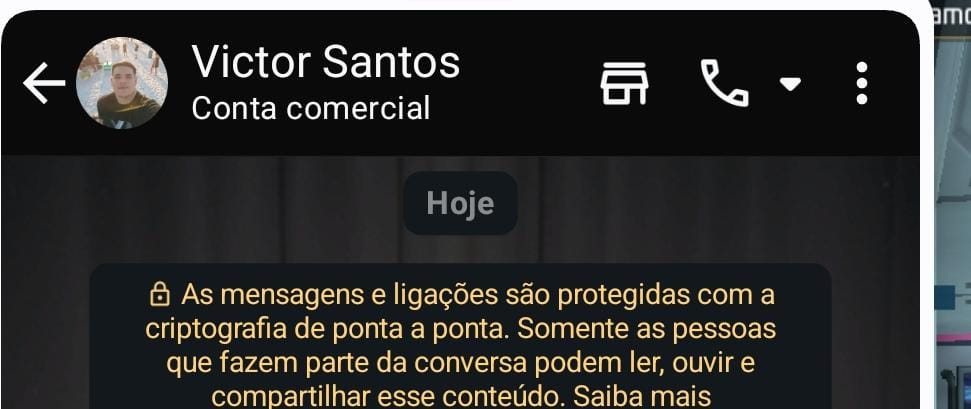 Victor Santos
Conta comercial
Hoje
As mensagens e ligações são protegidas com a
criptografia de ponta a ponta. Somente as pessoas
que fazem parte da conversa podem ler, ouvir e
compartilhar esse conteúdo. Saiba mais